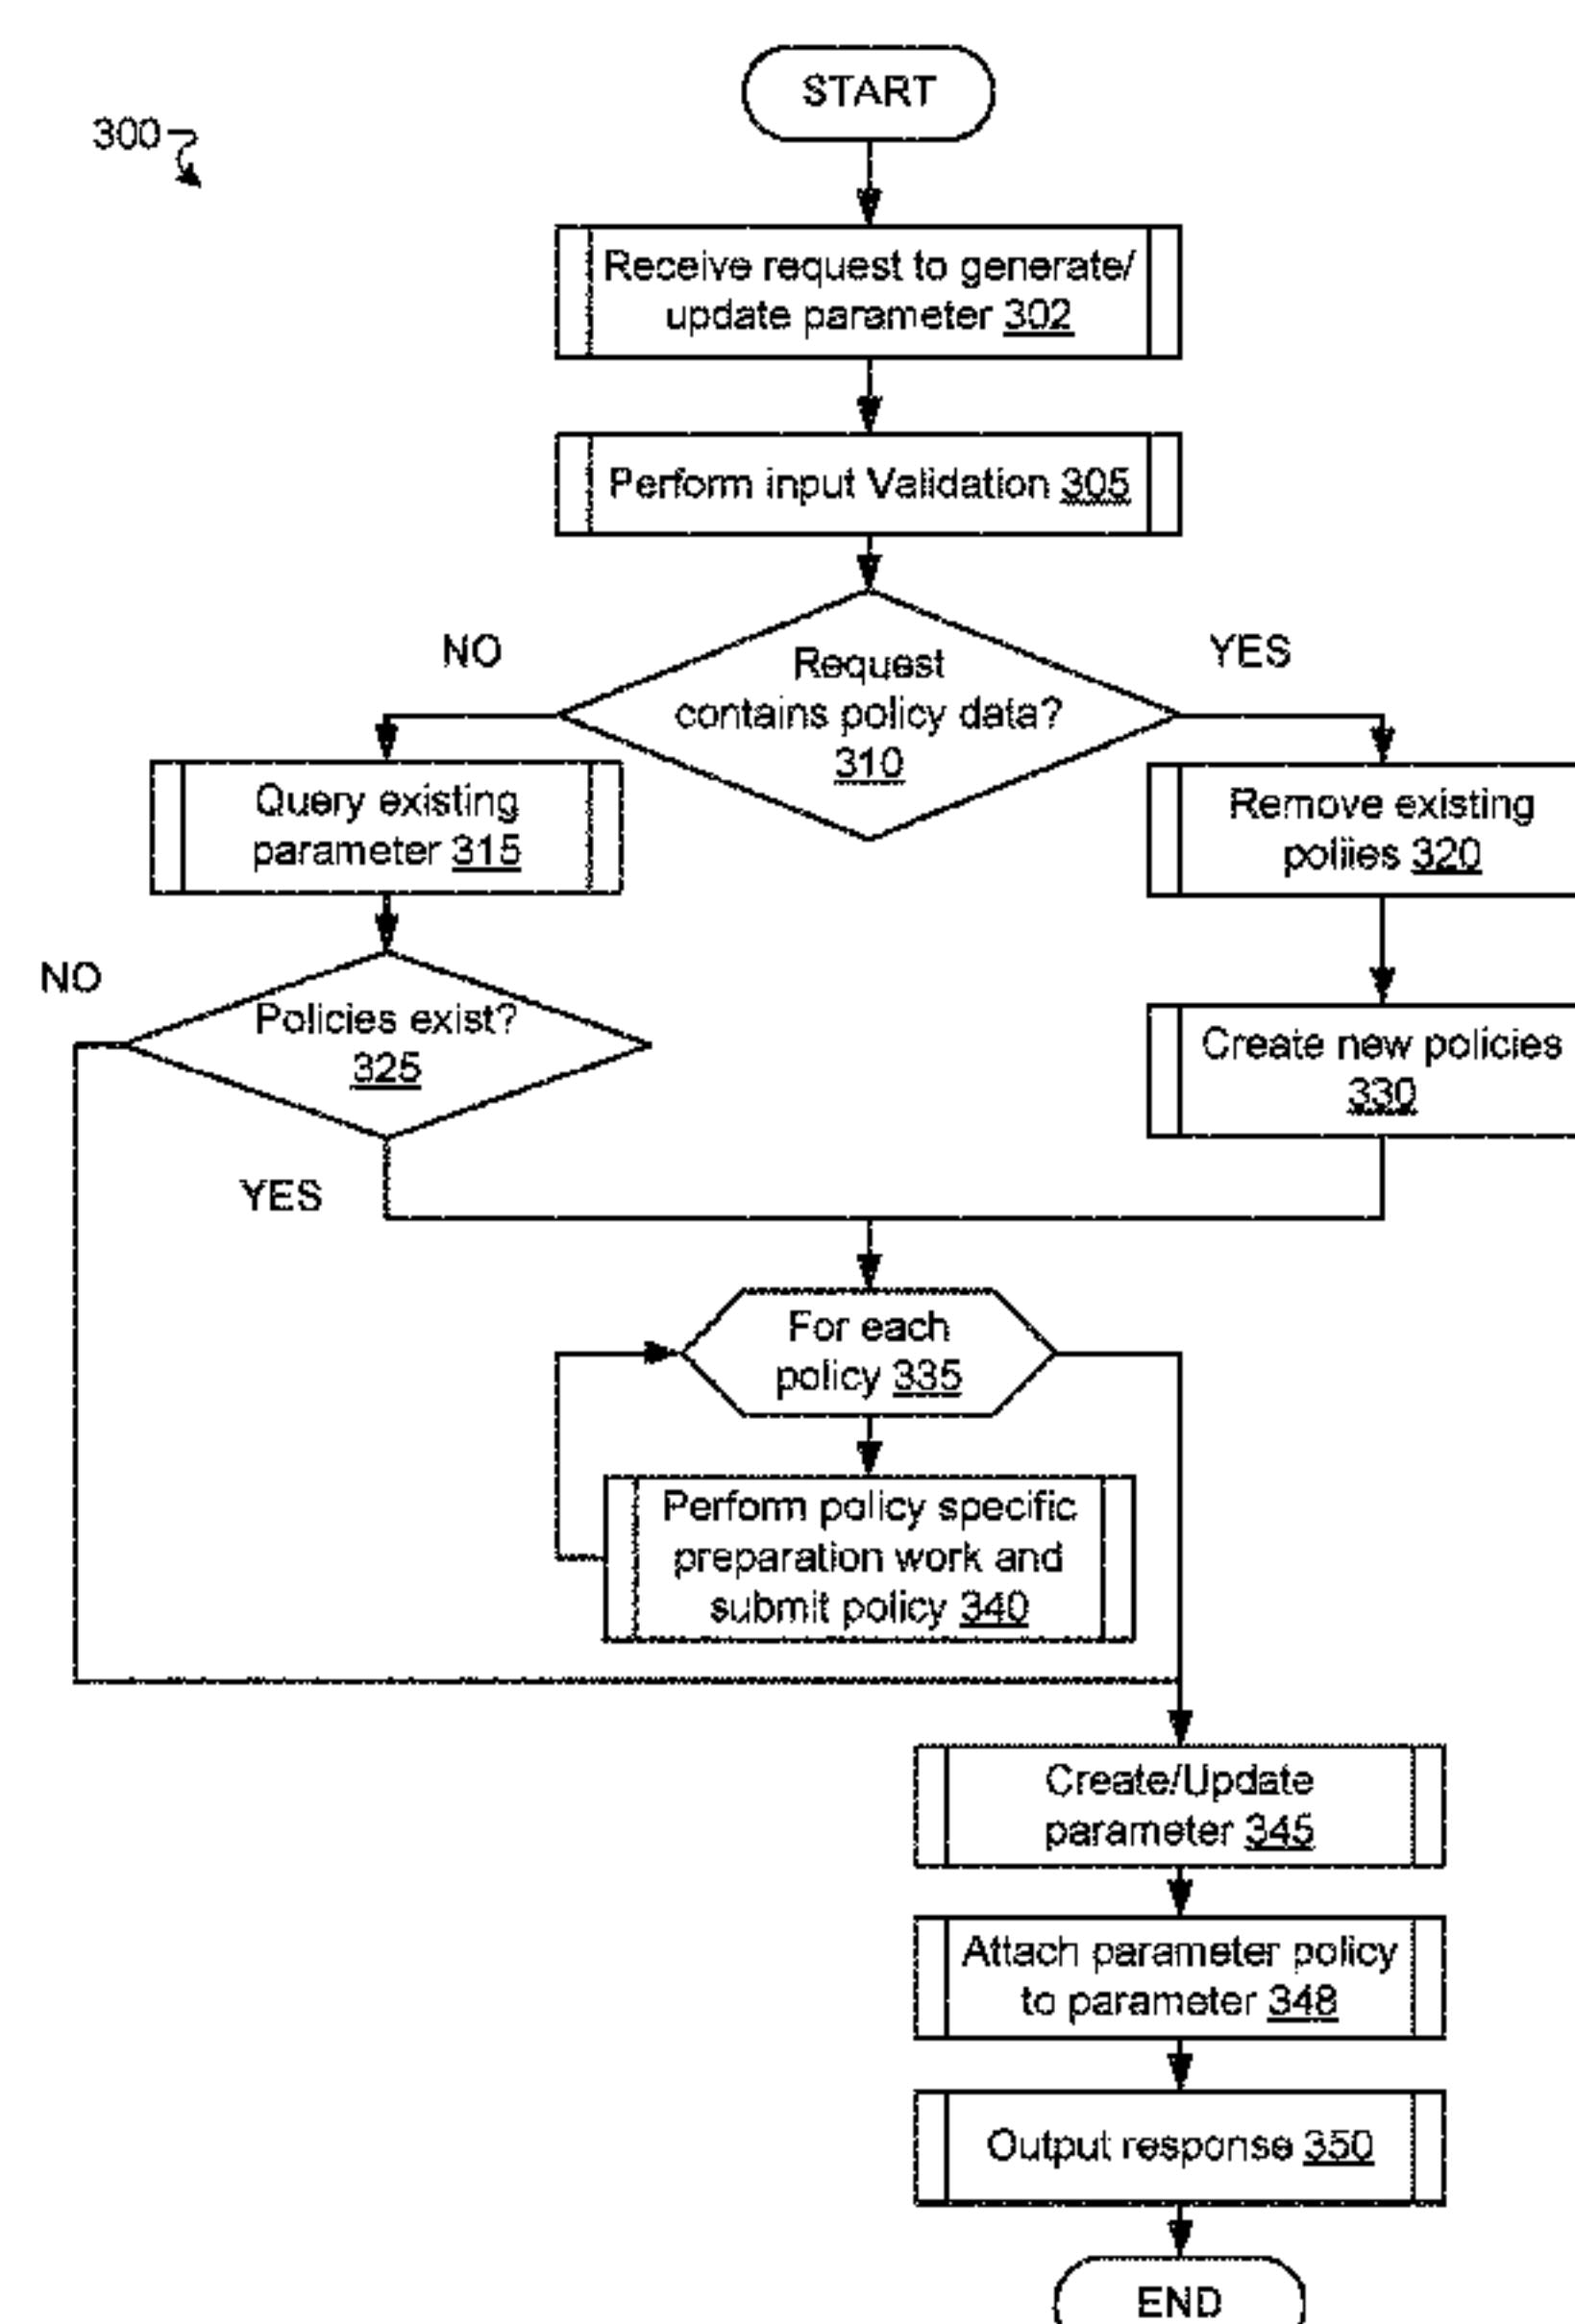 START
300
Receive request to generate/
update parameter 302
Perform input Validation 305
NO
YES
Request
contains policy data?
310
Query existing
parameter 315
Remove existing
poliies 320
NO
Policies exist?
325
Create new policies
330
YES
For each
policy 335
Perform policy specific
preparation work and
submit policy 340
Create/Update
parameter 345
Attach parameter policy
to parameter 348
Output response 350
END